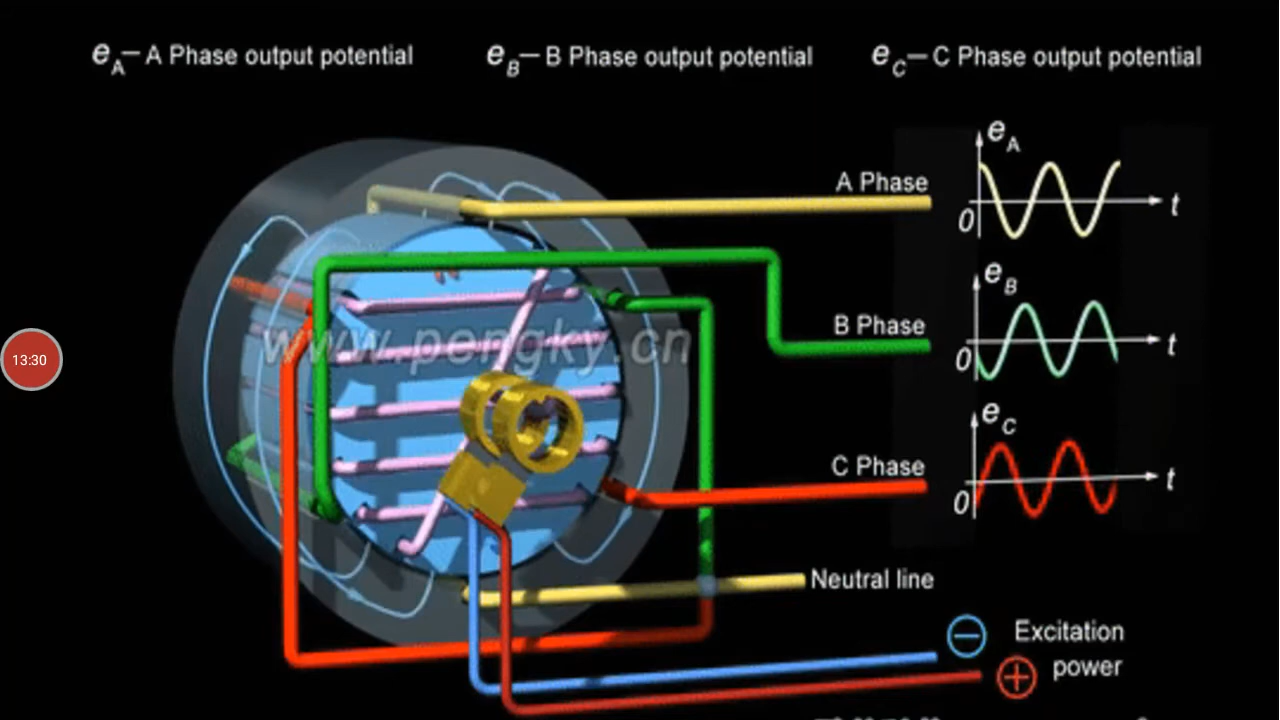 eA— A Phase output potential
eB— B Phase output potential
eC— C Phase output potential
eA
A Phase
0
t
eB
www.pengky.cn
B Phase
0
t
13:30
eC
C Phase
0
t
Neutral line
Excitation
power